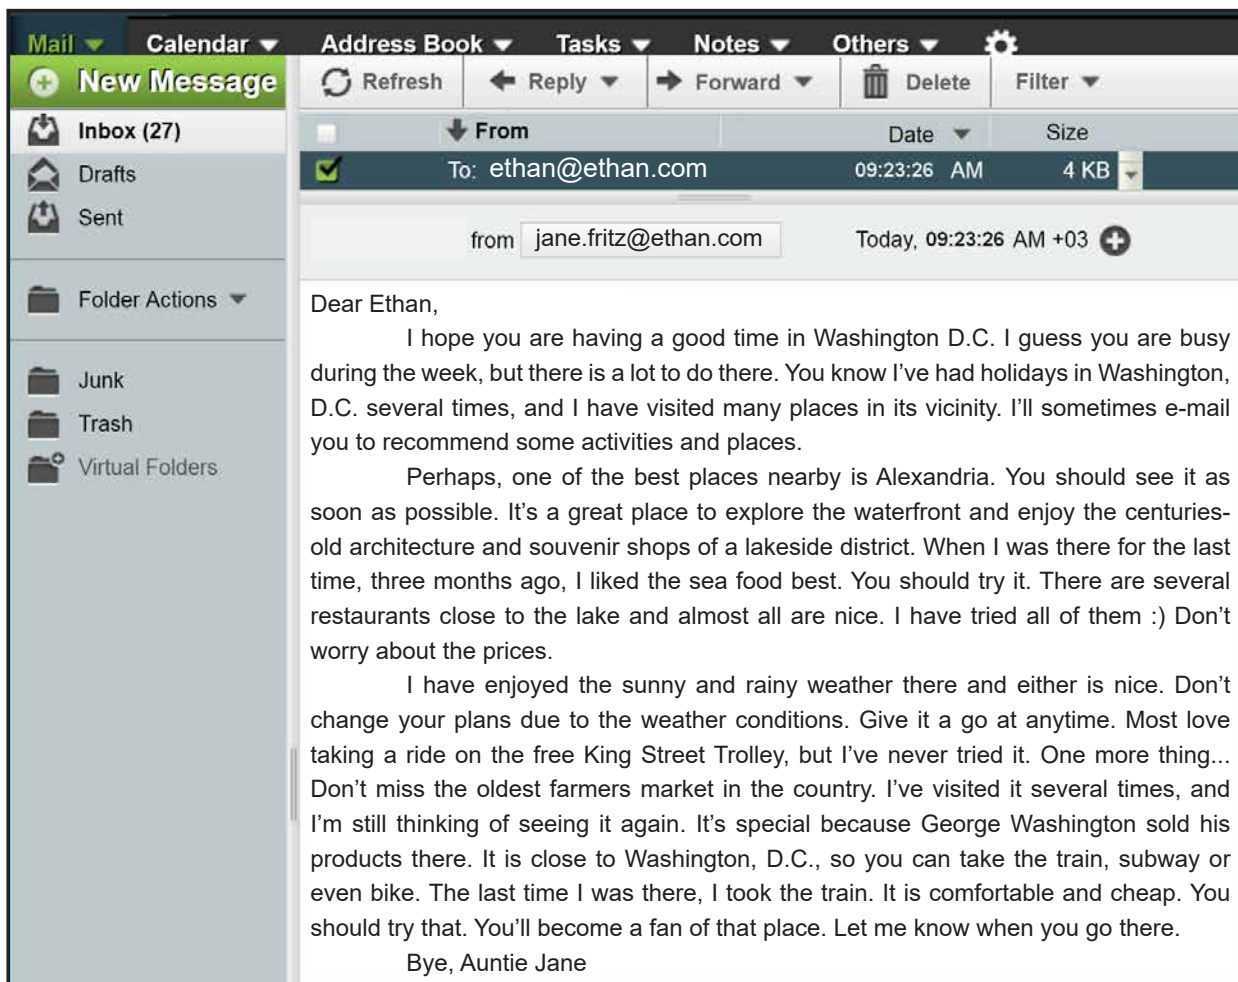 Mail Calendar Address Book Tasks Notes Others
New Message Refresh Reply Forward Delete Filter
Inbox (27) From Date Size
Drafts To: ethan@ethan.com 09:23:26 AM 4 KB
Sent
from jane.fritz@ethan.com Today, 09:23:26 AM +03
Folder Actions
Junk
Trash
Virtual Folders
Dear Ethan,
I hope you are having a good time in Washington D.C. I guess you are busy
during the week, but there is a lot to do there. You know I've had holidays in Washington,
D.C. several times, and I have visited many places in its vicinity. I'll sometimes e-mail
you to recommend some activities and places.
Perhaps, one of the best places nearby is Alexandria. You should see it as
soon as possible. It's a great place to explore the waterfront and enjoy the centuries-
old architecture and souvenir shops of a lakeside district. When I was there for the last
time, three months ago, I liked the sea food best. You should try it. There are several
restaurants close to the lake and almost all are nice. I have tried all of them :) Don't
worry about the prices.
I have enjoyed the sunny and rainy weather there and either is nice. Don't
change your plans due to the weather conditions. Give it a go at anytime. Most love
taking a ride on the free King Street Trolley, but I've never tried it. One more thing...
Don't miss the oldest farmers market in the country. I've visited it several times, and
I'm still thinking of seeing it again. It's special because George Washington sold his
products there. It is close to Washington, D.C., so you can take the train, subway or
even bike. The last time I was there, I took the train. It is comfortable and cheap. You
should try that. You'll become a fan of that place. Let me know when you go there.
Bye, Auntie Jane